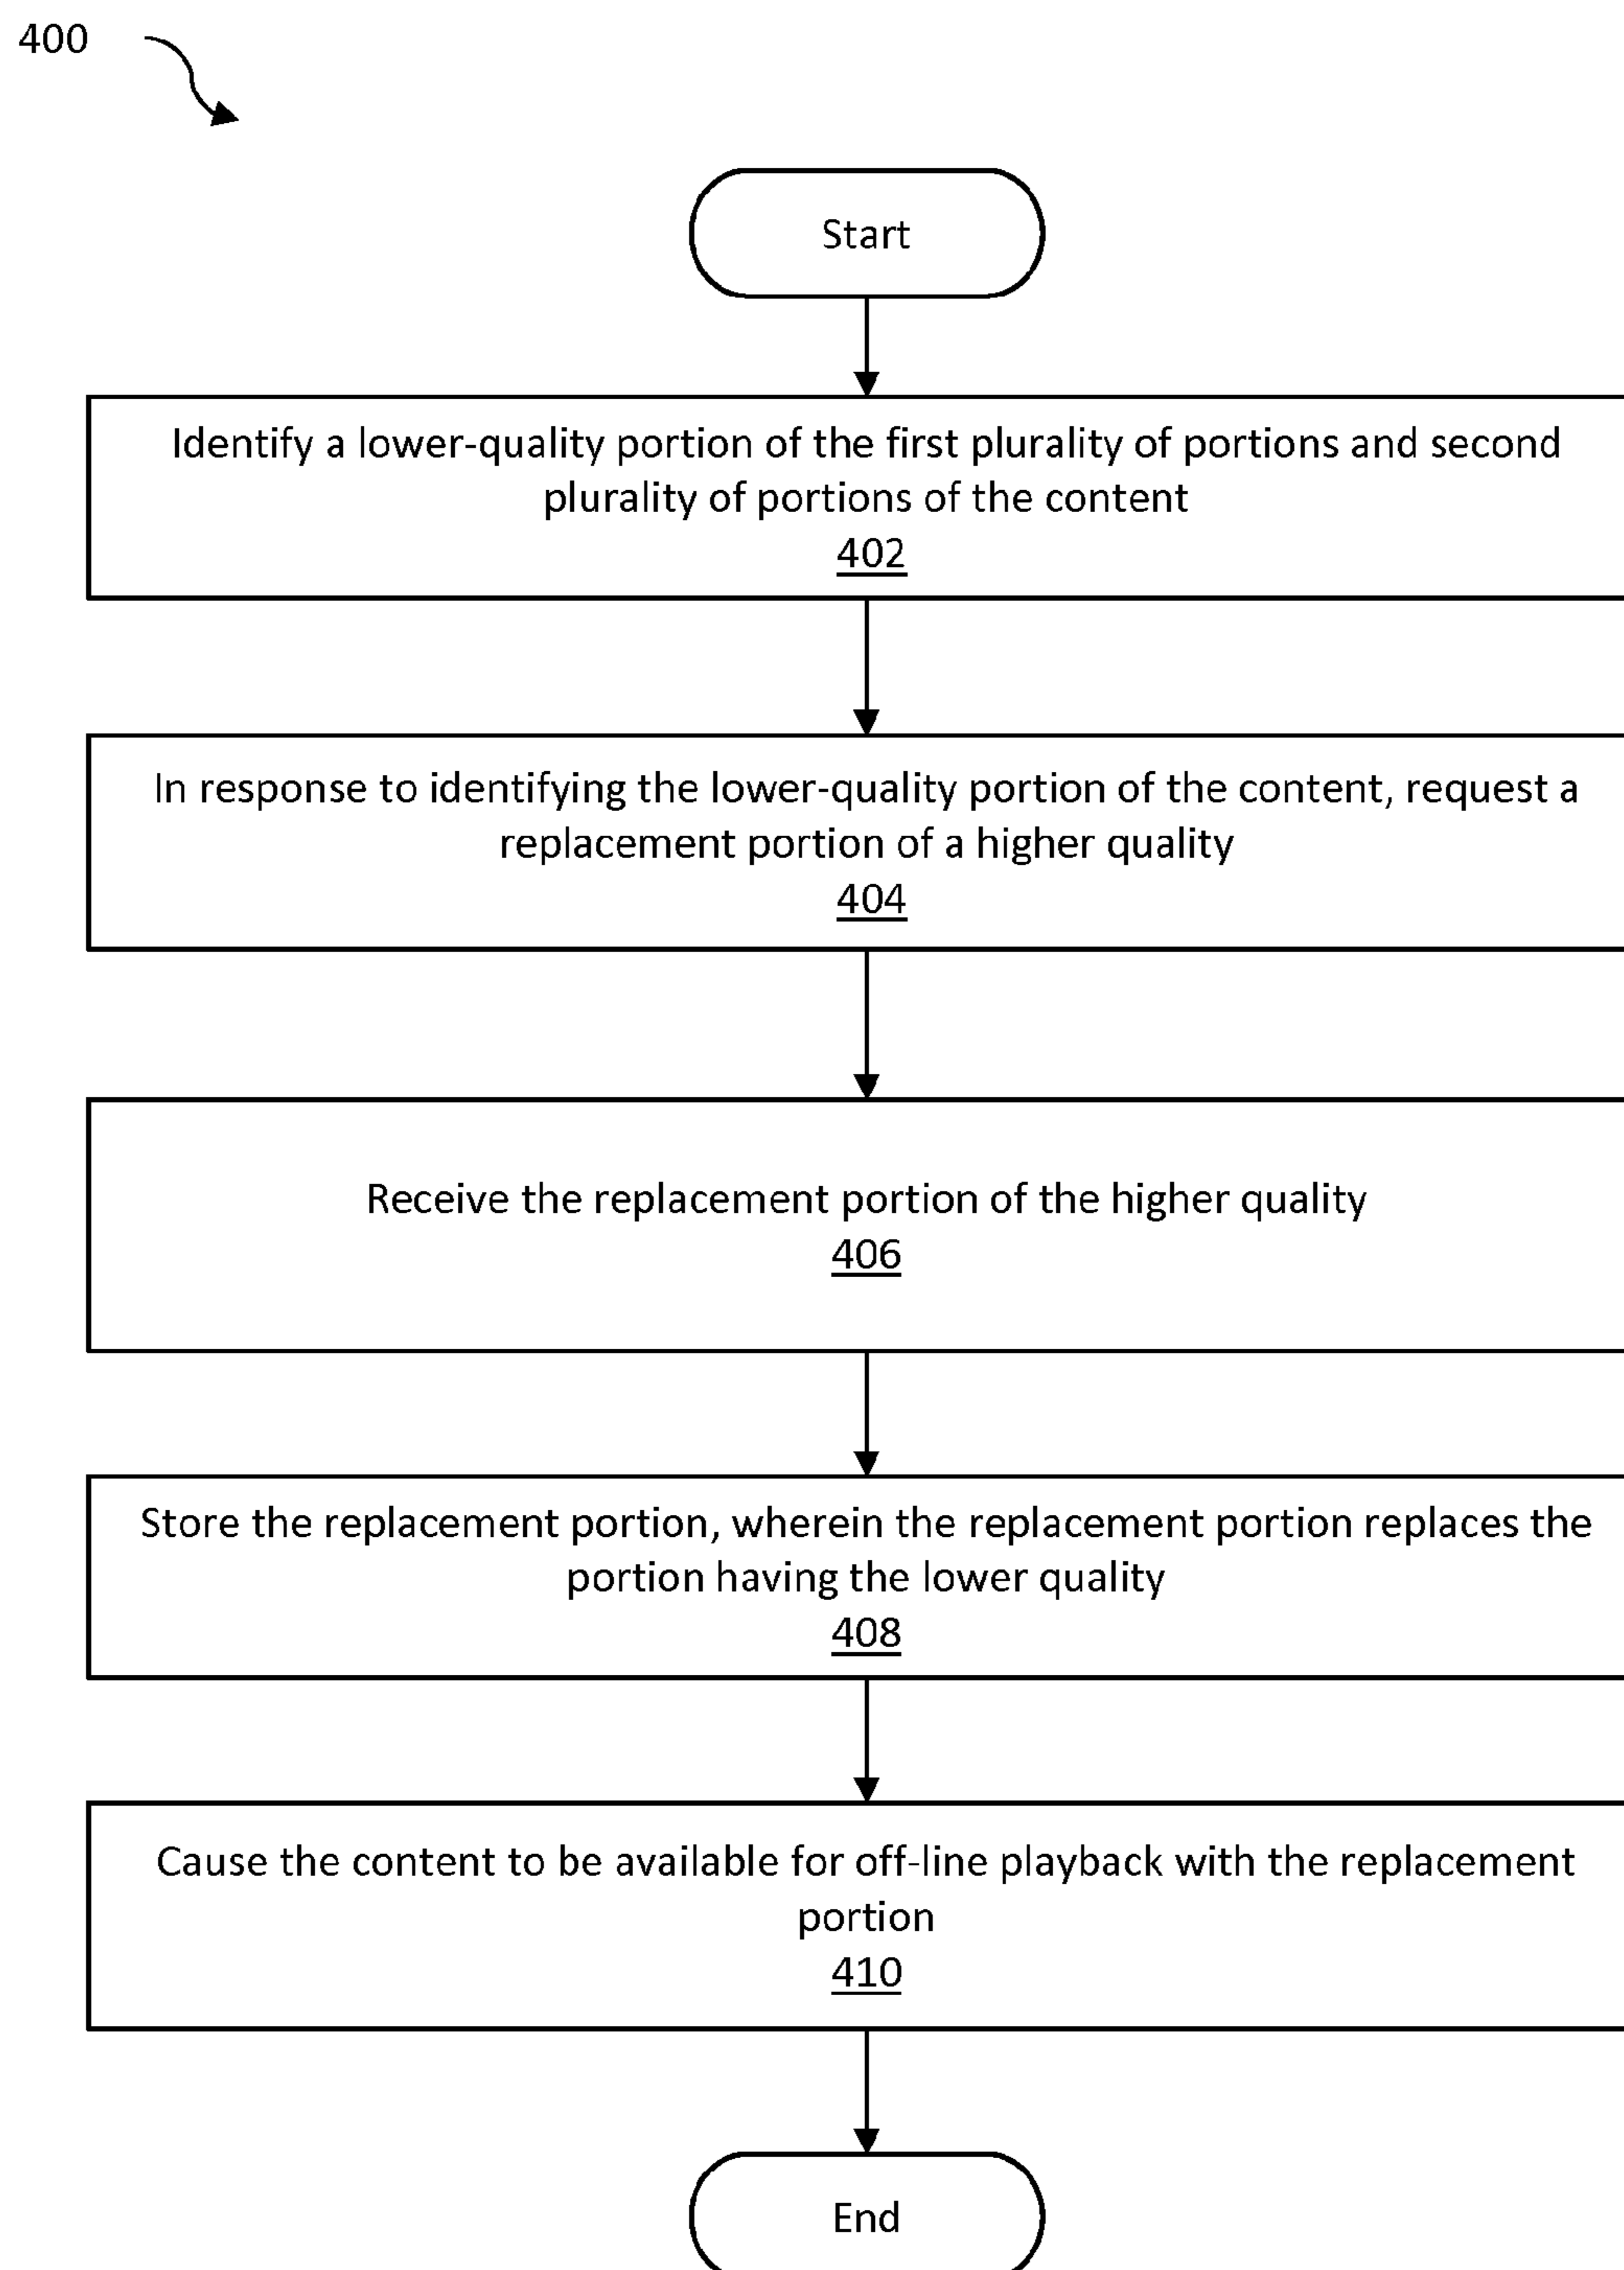 400
Start
Identify a lower-quality portion of the first plurality of portions and second
plurality of portions of the content
402
In response to identifying the lower-quality portion of the content, request a
replacement portion of a higher quality
404
Receive the replacement portion of the higher quality
406
Store the replacement portion, wherein the replacement portion replaces the
portion having the lower quality
408
Cause the content to be available for off-line playback with the replacement
portion
410
End